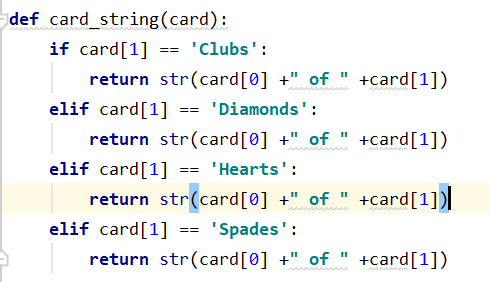 def card_string(card):
    if card[1] == 'Clubs':
        return str(card[0] +" of " +card[1])
    elif card[1] == 'Diamonds':
        return str(card[0] +" of " +card[1])
    elif card[1] == 'Hearts':
        return str(card[0] +" of " +card[1])
    elif card[1] == 'Spades':
        return str(card[0] +" of " +card[1])